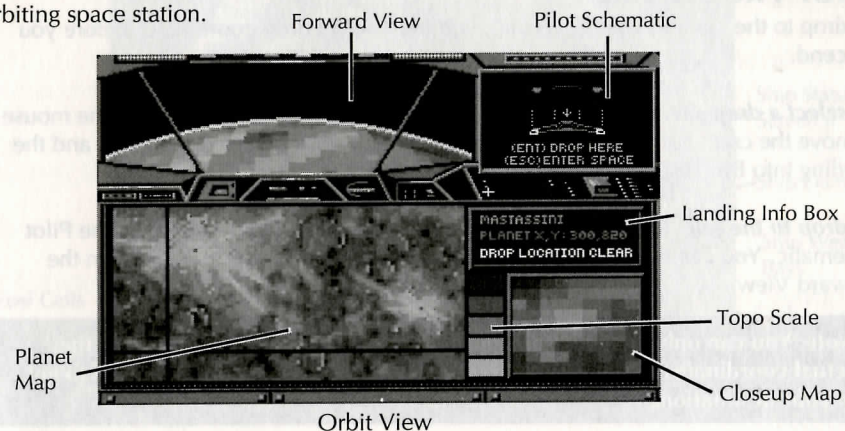 rbiting space station.
Forward View
Pilot Schematic
(ENT) DROP HERE
(ESC)ENTER SPACE
MASTASSINI
PLANET X,Y: 300,820
DROP LOCATION CLEAR
Landing Info Box
Topo Scale
Planet
Map
Closeup Map
Orbit View